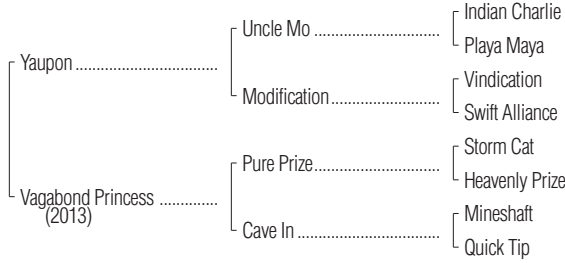 Indian Charlie
Uncle Mo ..............................
Playa Maya
Yaupon ..................................
Vindication
Modification..........................
Swift Alliance
Storm Cat
Pure Prize..............................
Heavenly Prize
Vagabond Princess ..............
(2013)
Mineshaft
Cave In ..................................
Quick Tip